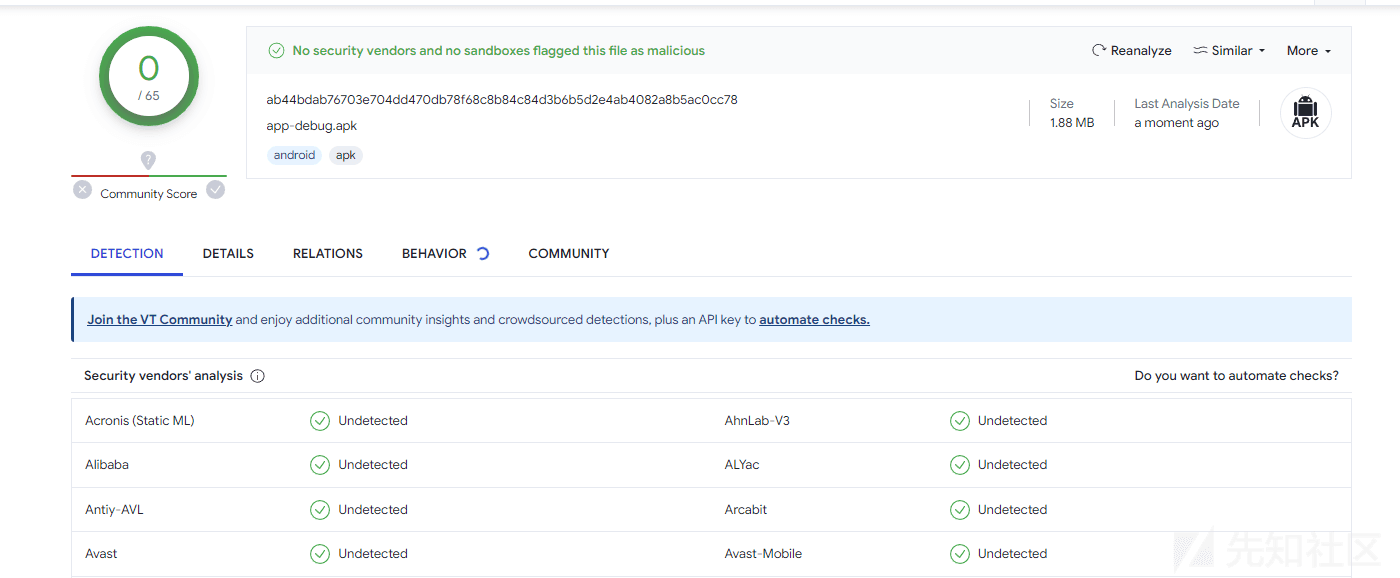 0
/ 65
No security vendors and no sandboxes flagged this file as malicious
Reanalyze
Similar
More
ab44bdab76703e704dd470db78f68c8b84c84d3b6b5d2e4ab4082a8b5ac0cc78
app-debug.apk
android apk
Size
1.88 MB
Last Analysis Date
a moment ago
APK
?
Community Score
DETECTION DETAILS RELATIONS BEHAVIOR COMMUNITY
Join the VT Community and enjoy additional community insights and crowdsourced detections, plus an API key to automate checks.
Security vendors' analysis Do you want to automate checks?
Acronis (Static ML) Undetected AhnLab-V3 Undetected
Alibaba Undetected ALYac Undetected
Antiy-AVL Undetected Arcabit Undetected
Avast Undetected Avast-Mobile Undetected
先知社区